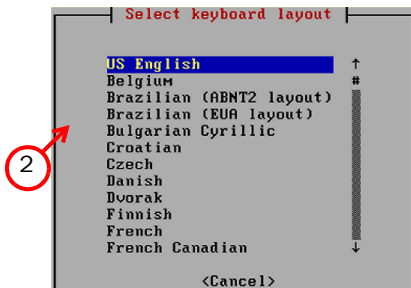 Select keyboard layout
US English
Belgium
Brazilian (ABNT2 layout)
Brazilian (EUA layout)
Bulgarian Cyrillic
Croatian
Czech
Danish
Dvorak
Finnish
French
French Canadian
<Cancel>
↑
#
↓
2